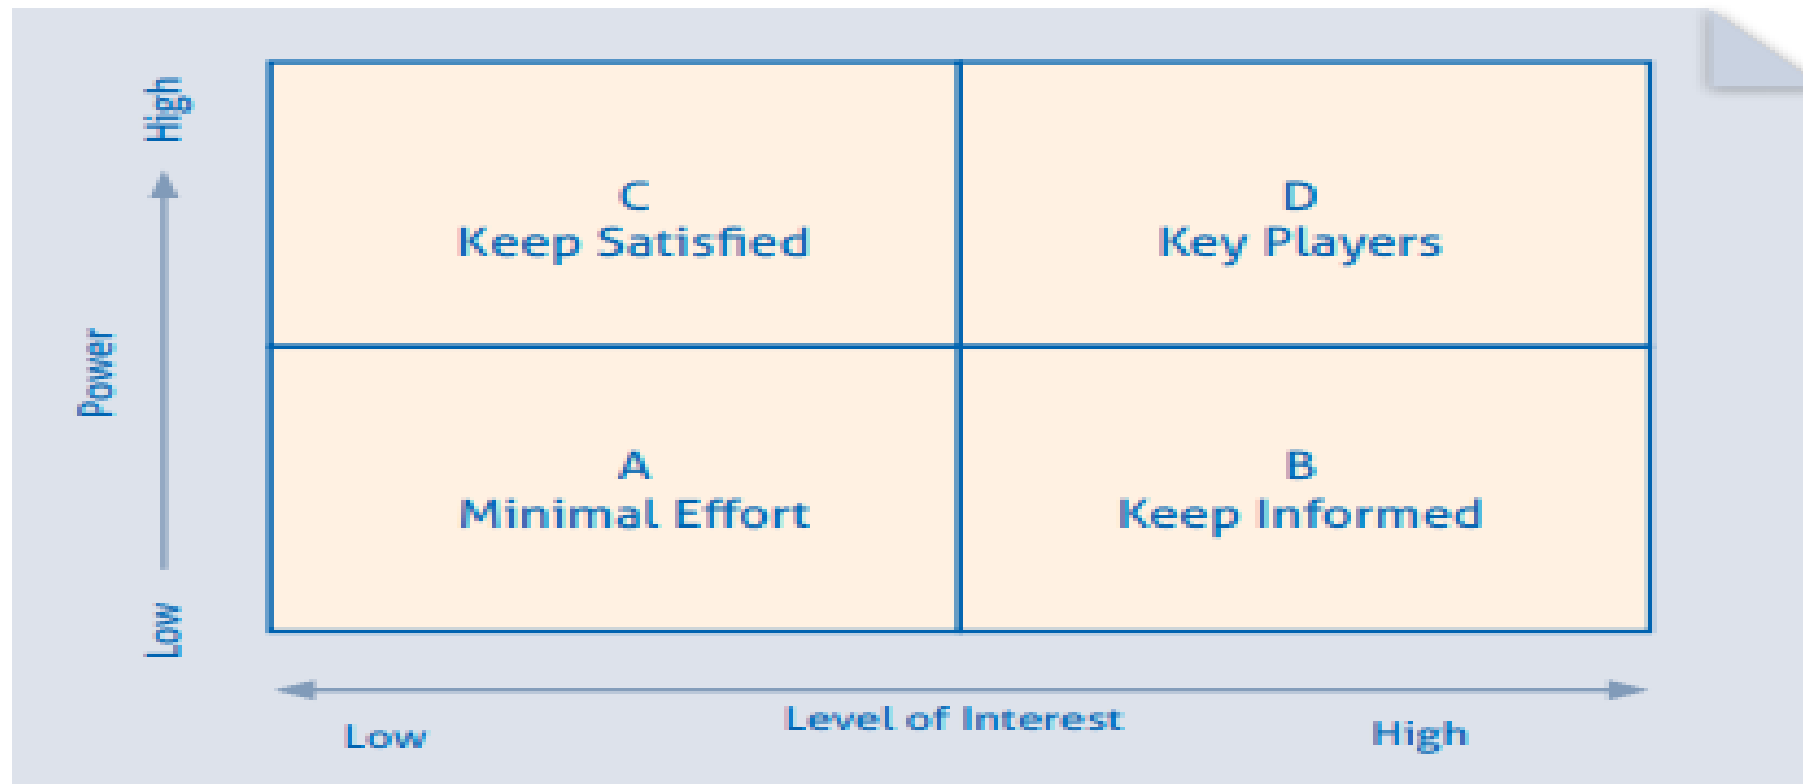 High
C
Keep Satisfied
D
Key Players
Power
A
Minimal Effort
B
Keep Informed
Low
Level of Interest
Low
High